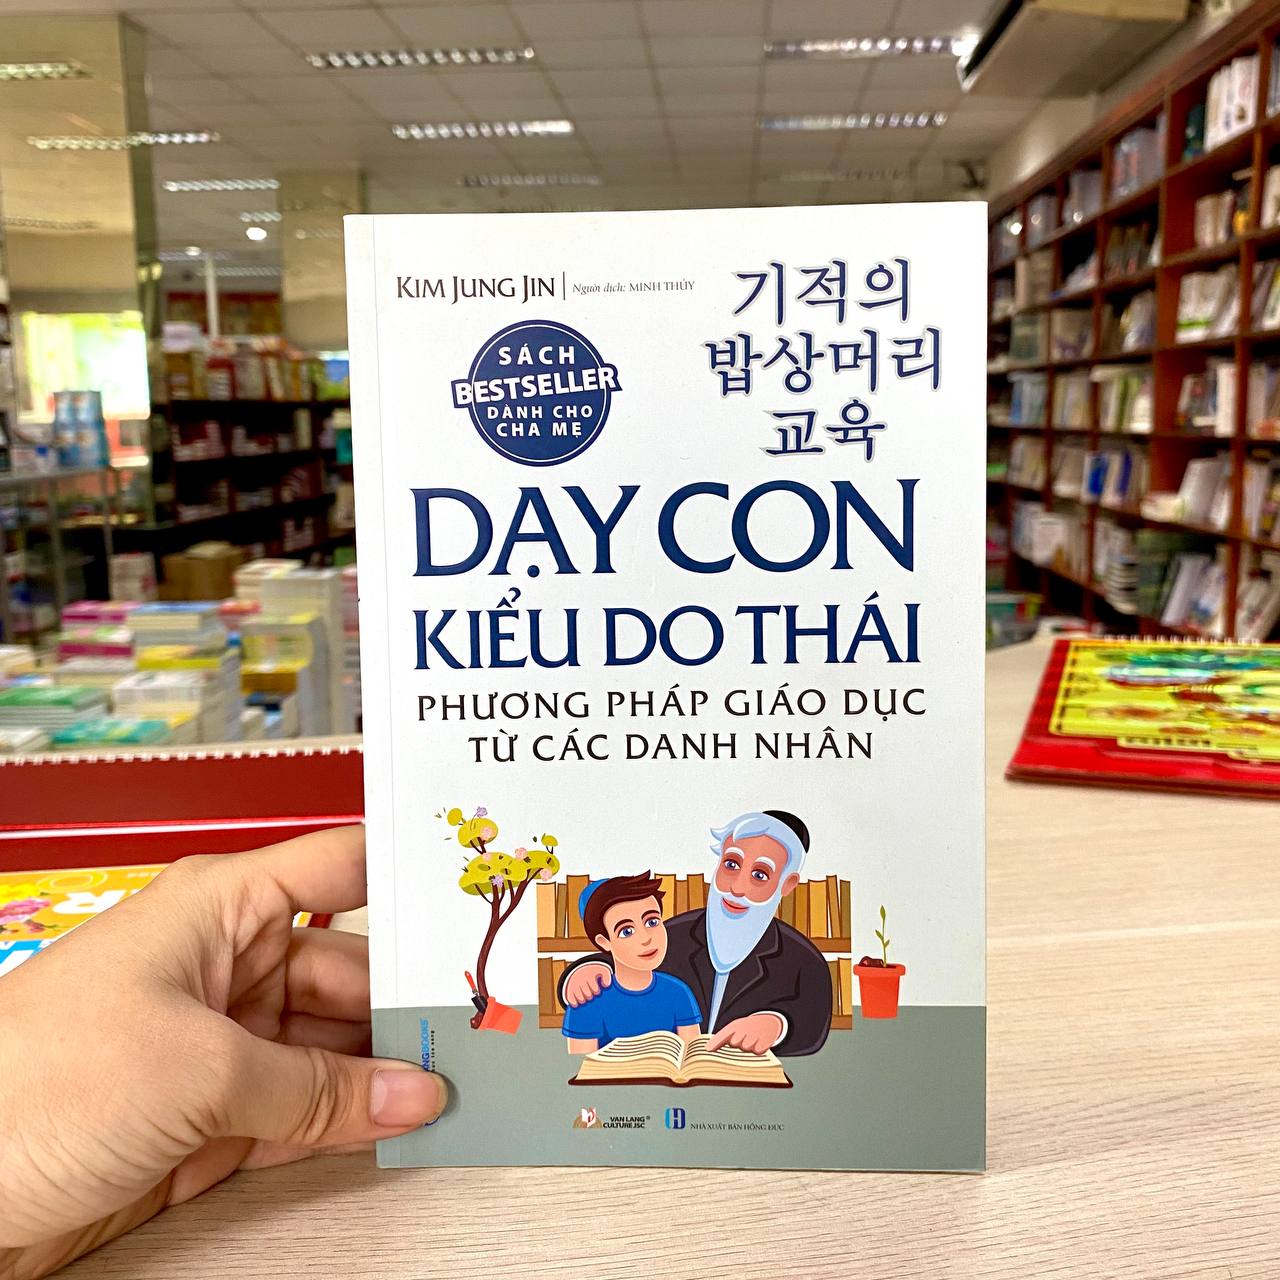 KIM JUNG JIN
Người dịch: MINH THÚY
기적의
밥상머리
교육
SÁCH
BESTSELLER
DÀNH CHO
CHA MẸ
DẠY CON
KIỂU DO THÁI
PHƯƠNG PHÁP GIÁO DỤC
TỪ CÁC DANH NHÂN
VAN LANG®
CULTURE JSC
NHÀ XUẤT BẢN HỒNG ĐỨC